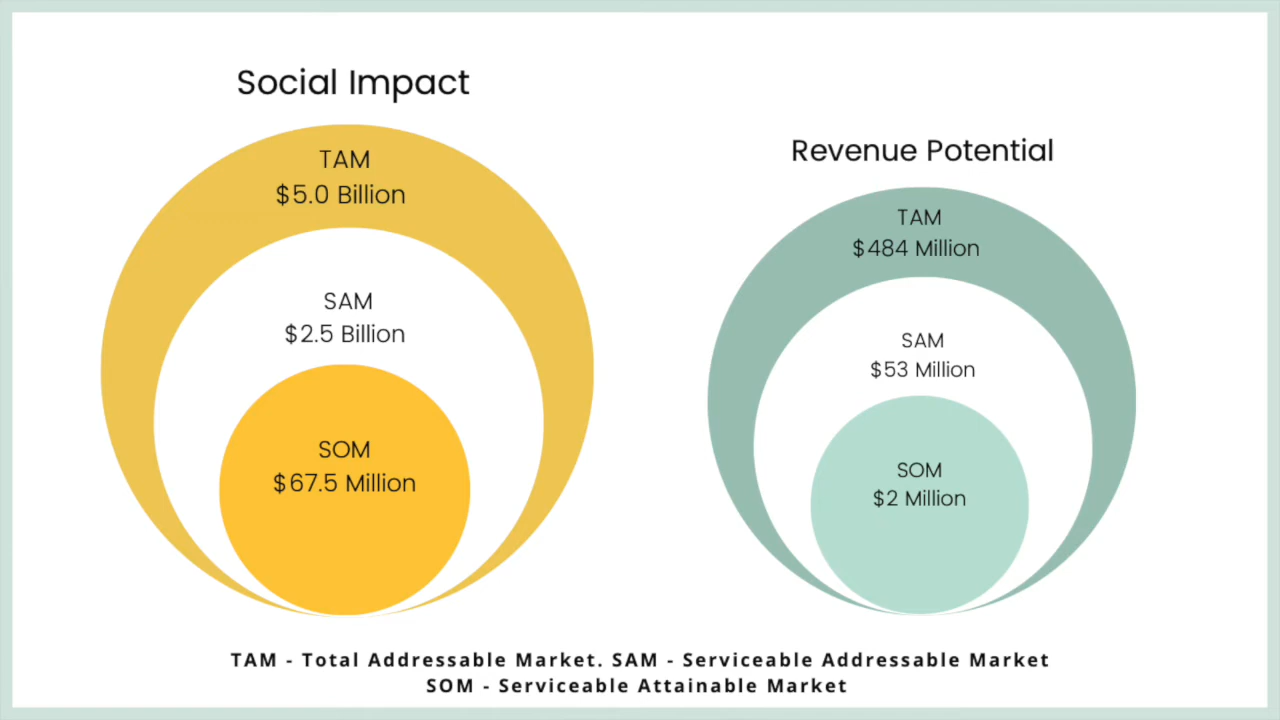 Social Impact
TAM
$5.0 Billion
SAM
$2.5 Billion
SOM
$67.5 Million
Revenue Potential
TAM
$484 Million
SAM
$53 Million
SOM
$2 Million
TAM - Total Addressable Market. SAM - Serviceable Addressable Market
SOM - Serviceable Attainable Market